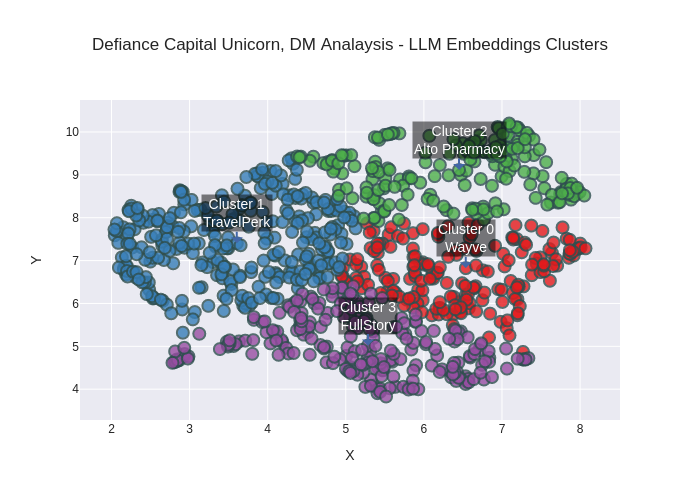 Defiance Capital Unicorn, DM Analaysis - LLM Embeddings Clusters
10
9
8
7
6
5
4
Y
Cluster 2
Alto Pharmacy
Cluster 1
TravelPerk
Cluster 0
Wayve
Cluster 3
FullStory
2
3
4
5
6
7
8
X